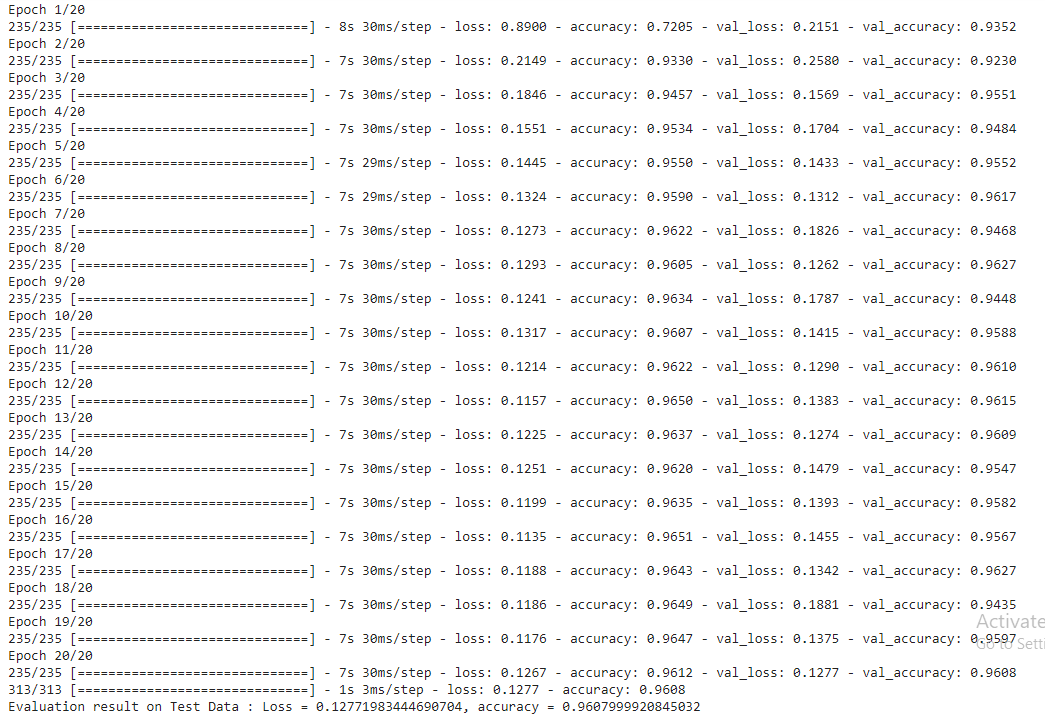 Epoch 1/20
235/235 [==============================] - 8s 30ms/step - loss: 0.8900 - accuracy: 0.7205 - val_loss: 0.2151 - val_accuracy: 0.9352
Epoch 2/20
235/235 [==============================] - 7s 30ms/step - loss: 0.2149 - accuracy: 0.9330 - val_loss: 0.2580 - val_accuracy: 0.9230
Epoch 3/20
235/235 [==============================] - 7s 30ms/step - loss: 0.1846 - accuracy: 0.9457 - val_loss: 0.1569 - val_accuracy: 0.9551
Epoch 4/20
235/235 [==============================] - 7s 30ms/step - loss: 0.1551 - accuracy: 0.9534 - val_loss: 0.1704 - val_accuracy: 0.9484
Epoch 5/20
235/235 [==============================] - 7s 29ms/step - loss: 0.1445 - accuracy: 0.9550 - val_loss: 0.1433 - val_accuracy: 0.9552
Epoch 6/20
235/235 [==============================] - 7s 29ms/step - loss: 0.1324 - accuracy: 0.9590 - val_loss: 0.1312 - val_accuracy: 0.9617
Epoch 7/20
235/235 [==============================] - 7s 30ms/step - loss: 0.1273 - accuracy: 0.9622 - val_loss: 0.1826 - val_accuracy: 0.9468
Epoch 8/20
235/235 [==============================] - 7s 30ms/step - loss: 0.1293 - accuracy: 0.9605 - val_loss: 0.1262 - val_accuracy: 0.9627
Epoch 9/20
235/235 [==============================] - 7s 30ms/step - loss: 0.1241 - accuracy: 0.9634 - val_loss: 0.1787 - val_accuracy: 0.9448
Epoch 10/20
235/235 [==============================] - 7s 30ms/step - loss: 0.1317 - accuracy: 0.9607 - val_loss: 0.1415 - val_accuracy: 0.9588
Epoch 11/20
235/235 [==============================] - 7s 30ms/step - loss: 0.1214 - accuracy: 0.9622 - val_loss: 0.1290 - val_accuracy: 0.9610
Epoch 12/20
235/235 [==============================] - 7s 30ms/step - loss: 0.1157 - accuracy: 0.9650 - val_loss: 0.1383 - val_accuracy: 0.9615
Epoch 13/20
235/235 [==============================] - 7s 30ms/step - loss: 0.1225 - accuracy: 0.9637 - val_loss: 0.1274 - val_accuracy: 0.9609
Epoch 14/20
235/235 [==============================] - 7s 30ms/step - loss: 0.1251 - accuracy: 0.9620 - val_loss: 0.1479 - val_accuracy: 0.9547
Epoch 15/20
235/235 [==============================] - 7s 30ms/step - loss: 0.1199 - accuracy: 0.9635 - val_loss: 0.1393 - val_accuracy: 0.9582
Epoch 16/20
235/235 [==============================] - 7s 30ms/step - loss: 0.1135 - accuracy: 0.9651 - val_loss: 0.1455 - val_accuracy: 0.9567
Epoch 17/20
235/235 [==============================] - 7s 30ms/step - loss: 0.1188 - accuracy: 0.9643 - val_loss: 0.1342 - val_accuracy: 0.9627
Epoch 18/20
235/235 [==============================] - 7s 30ms/step - loss: 0.1186 - accuracy: 0.9649 - val_loss: 0.1881 - val_accuracy: 0.9435
Activate
Epoch 19/20
235/235 [==============================] - 7s 30ms/step - loss: 0.1176 - accuracy: 0.9647 - val_loss: 0.1375 - val_accuracy: 0.9597
Go to Setti
Epoch 20/20
235/235 [==============================] - 7s 30ms/step - loss: 0.1267 - accuracy: 0.9612 - val_loss: 0.1277 - val_accuracy: 0.9608
313/313 [==============================] - 1s 3ms/step - loss: 0.1277 - accuracy: 0.9608
Evaluation result on Test Data : Loss = 0.12771983444690704, accuracy = 0.9607999920845032